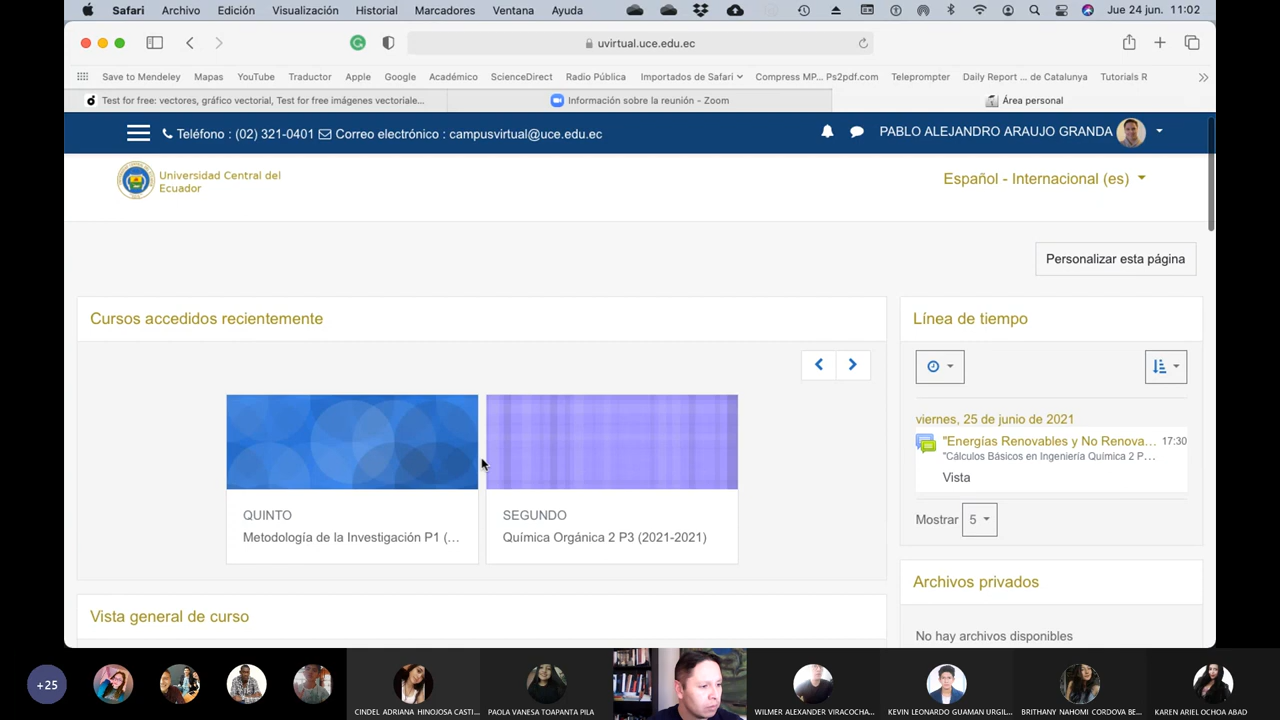 Safari Archivo Edición Visualización Historial Marcadores Ventana Ayuda Jue 24 jun. 11:02
uvirtual.uce.edu.ec
Save to Mendeley Mapas YouTube Traductor Apple Google Académico ScienceDirect Radio Pública Importados de Safari Compress MP... Ps2pdf.com Teleprompter Daily Report ... de Catalunya Tutorials R
Test for free: vectores, gráfico vectorial, Test for free imágenes vectoriale... Información sobre la reunión - Zoom Área personal
Teléfono : (02) 321-0401 Correo electrónico : campusvirtual@uce.edu.ec PABLO ALEJANDRO ARAUJO GRANDA
Universidad Central del
Ecuador
Español - Internacional (es)
Personalizar esta página
Cursos accedidos recientemente
QUINTO
Metodología de la Investigación P1 (...
SEGUNDO
Química Orgánica 2 P3 (2021-2021)
Vista general de curso
Línea de tiempo
viernes, 25 de junio de 2021
"Energías Renovables y No Renova... 17:30
"Cálculos Básicos en Ingeniería Química 2 P...
Vista
Mostrar 5
Archivos privados
No hay archivos disponibles
+25
CINDEL ADRIANA HINOJOSA CASTI... PAOLA VANESA TOAPANTA PILA WILMER ALEXANDER VIRACOCHA... KEVIN LEONARDO GUAMAN URGIL... BRITHANY NAHOMI CORDOVA BE... KAREN ARIEL OCHOA ABAD